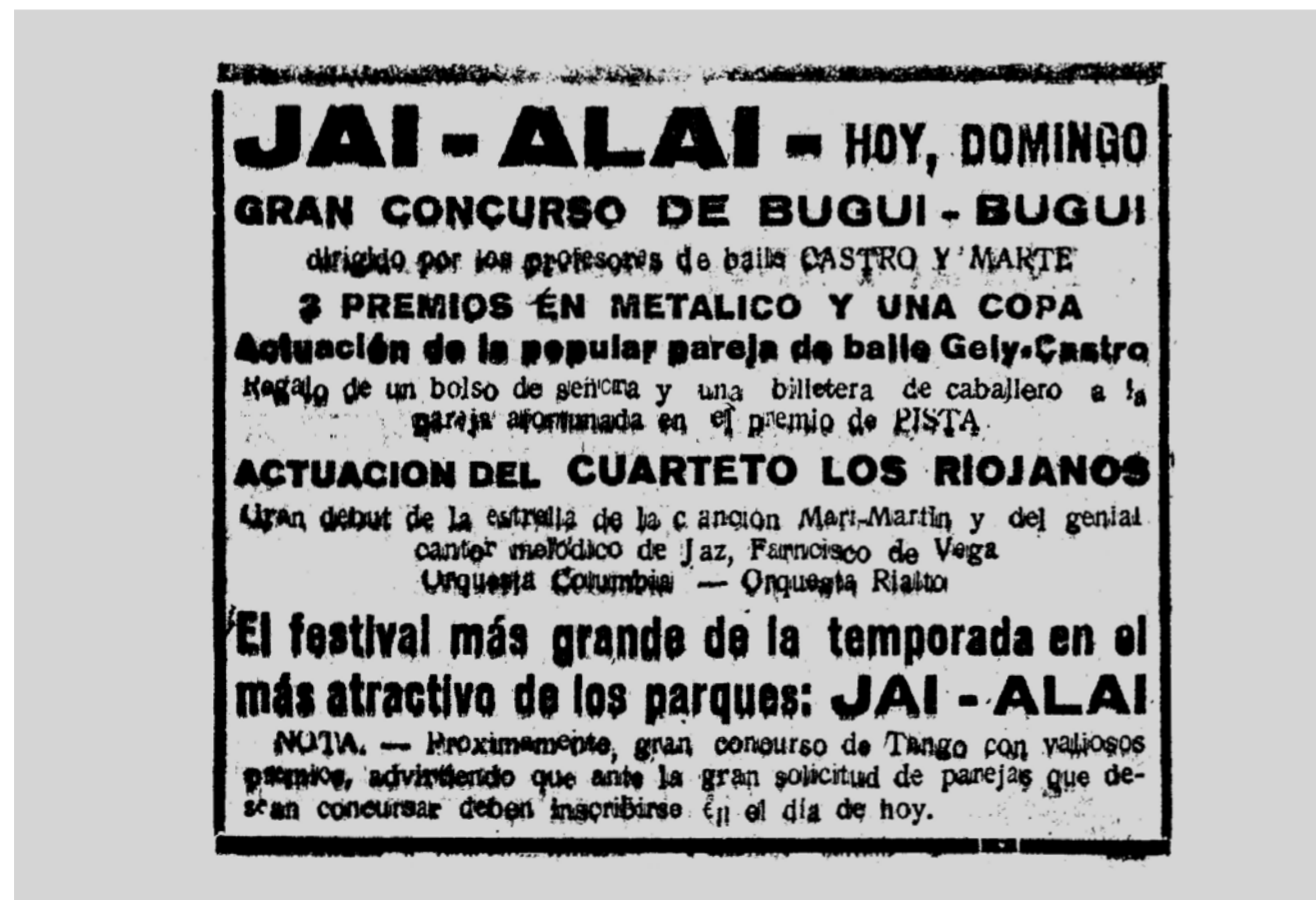 JAI - ALAI - HOY, DOMINGO
GRAN CONCURSO DE BUGUI - BUGUI
dirigido por los profesores de baile CASTRO Y MARTE
3 PREMIOS EN METALICO Y UNA COPA
Actuación de la popular pareja de baile Gely-Castro
Regalo de un bolso de señora y una billetera de caballero a la
pareja afortunada en el premio de PISTA
ACTUACION DEL CUARTETO LOS RIOJANOS
Gran debut de la estrella de la canción Mari-Martin y del genial
cantor melódico de Jaz, Farncisco de Vega
Orquesta Columbia — Orquesta Rialto
El festival más grande de la temporada en el
más atractivo de los parques: JAI - ALAI
NOTA. — Proximamente, gran concurso de Tango con valiosos
premios, advirtiendo que ante la gran solicitud de parejas que de-
sean concursar deben inscribirse en el día de hoy.